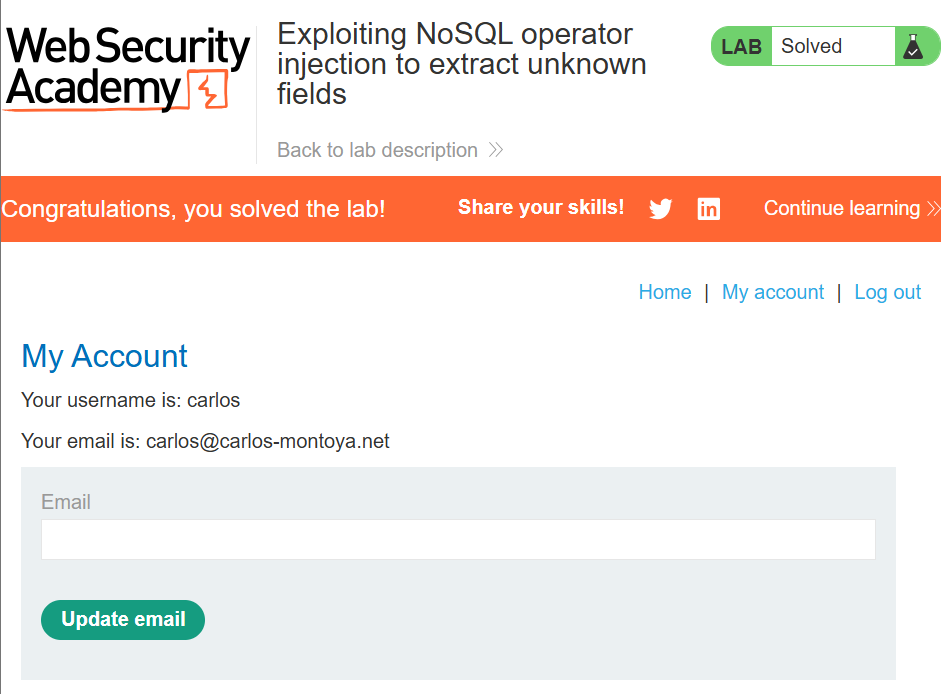 Web Security
Academy
Exploiting NoSQL operator
injection to extract unknown
fields
LAB Solved
Back to lab description
Congratulations, you solved the lab! Share your skills! Continue learning
Home | My account | Log out
My Account
Your username is: carlos
Your email is: carlos@carlos-montoya.net
Email
Update email